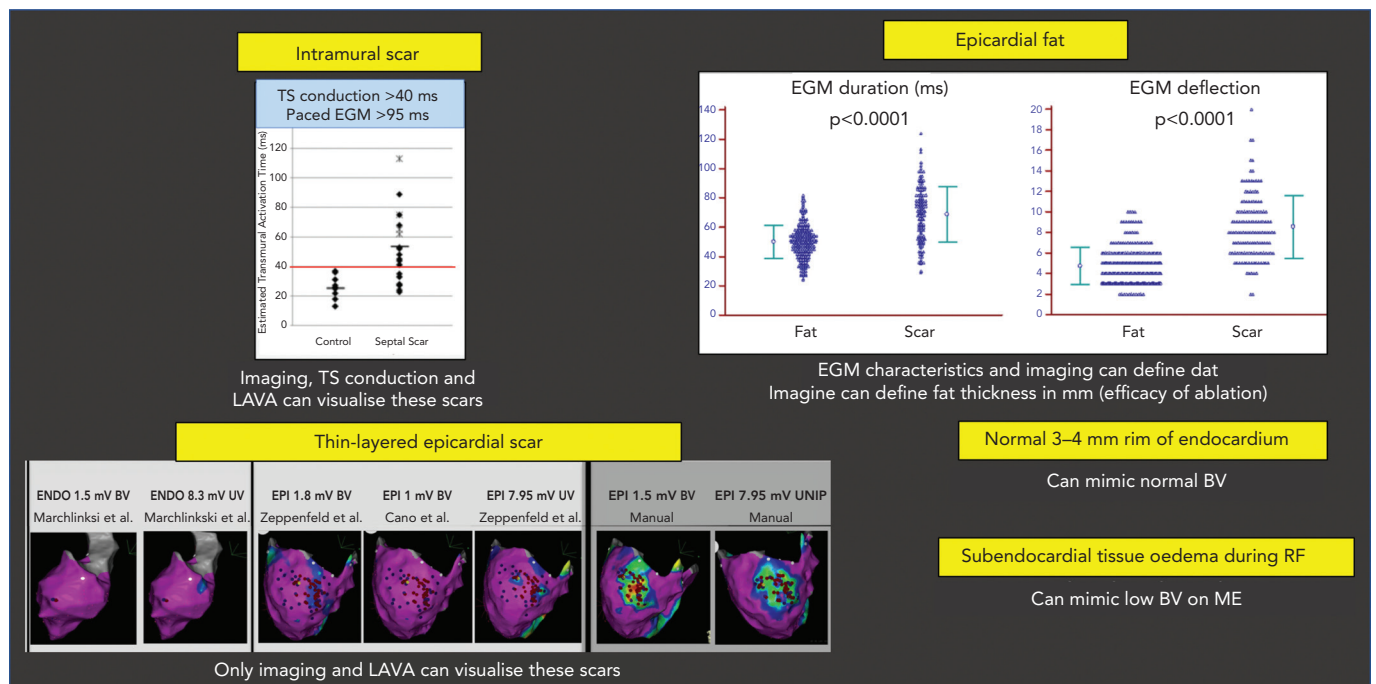 Intramural scar
TS conduction >40 ms
Paced EGM >95 ms
Estimated Transmural Activation Time (ms)
120
100
80
60
40
20
0
Control
Septal Scar
Imaging, TS conduction and
LAVA can visualise these scars
Epicardial fat
EGM duration (ms)
p<0.0001
140
120
100
80
60
40
20
0
Fat
Scar
EGM deflection
p<0.0001
20
18
16
14
12
10
8
6
4
2
0
Fat
Scar
EGM characteristics and imaging can define dat
Imagine can define fat thickness in mm (efficacy of ablation)
Thin-layered epicardial scar
ENDO 1.5 mV BV
Marchlinksi et al.
ENDO 8.3 mV UV
Marchlinkski et al.
EPI 1.8 mV BV
Zeppenfeld et al.
EPI 1 mV BV
Cano et al.
EPI 7.95 mV UV
Zeppenfeld et al.
EPI 1.5 mV BV
Manual
EPI 7.95 mV UNIP
Manual
Only imaging and LAVA can visualise these scars
Normal 3–4 mm rim of endocardium
Can mimic normal BV
Subendocardial tissue oedema during RF
Can mimic low BV on ME